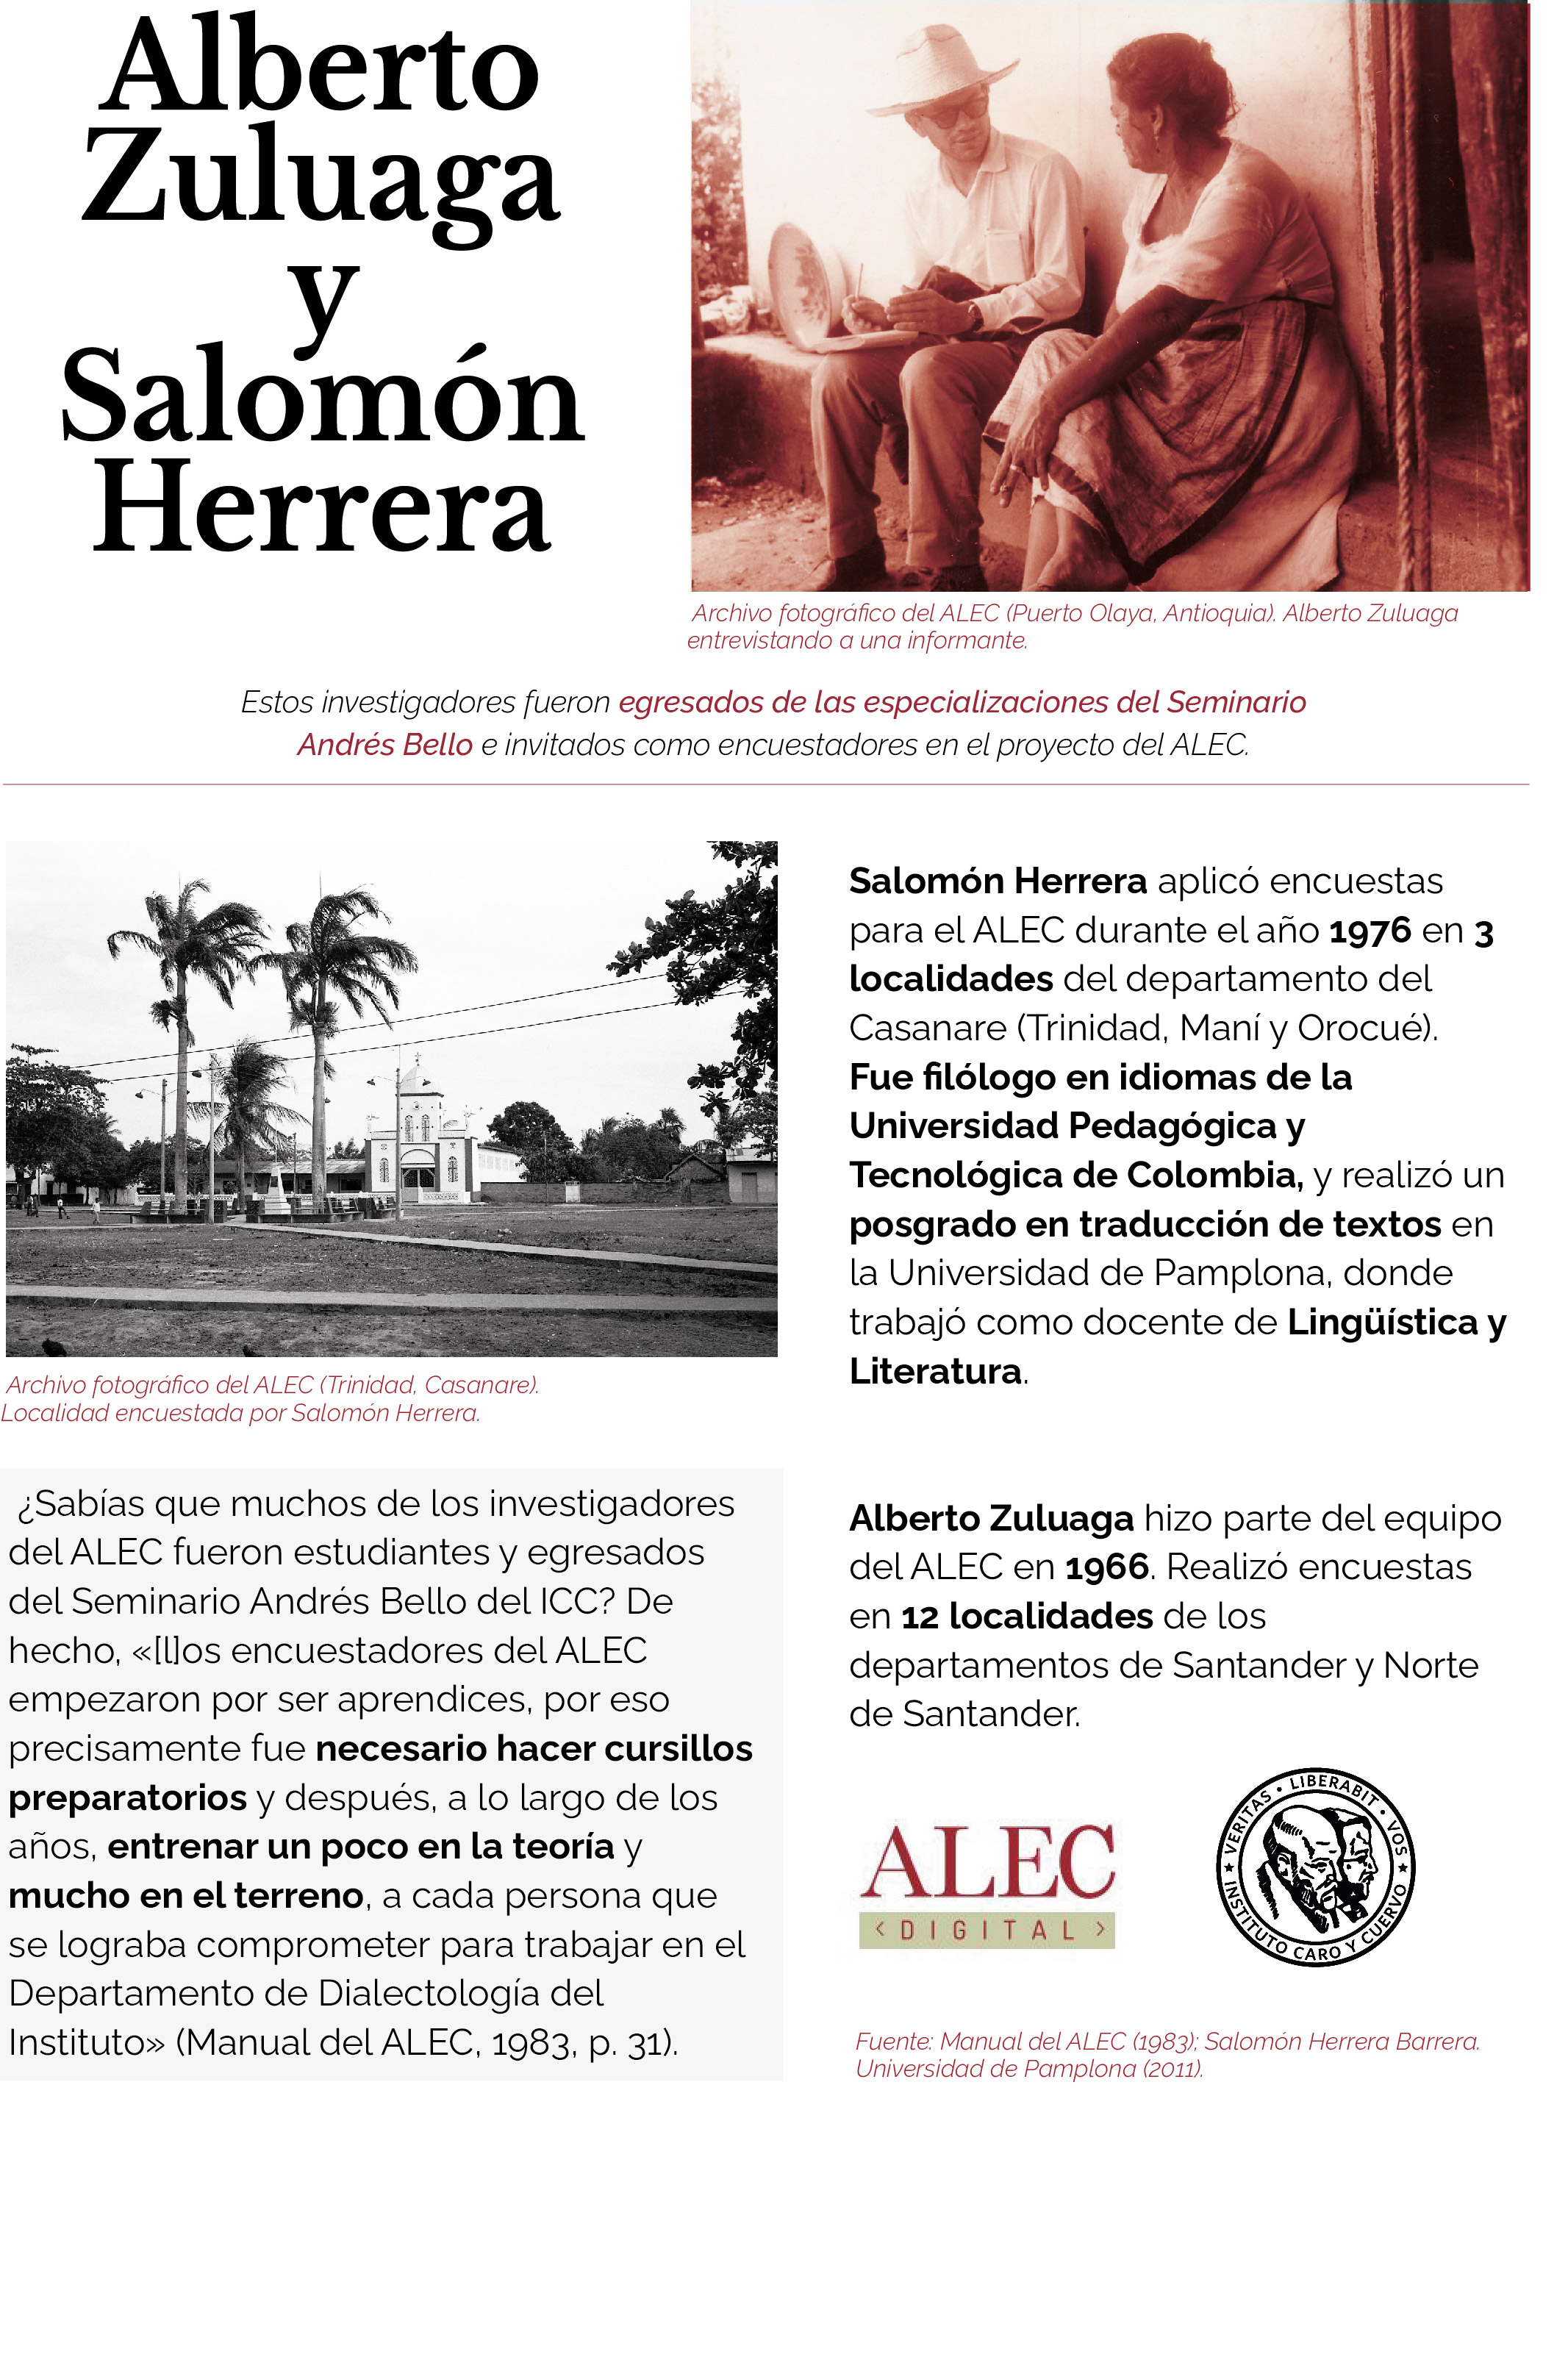 Alberto
Zuluaga
y
Salomón
Herrera
Archivo fotográfico del ALEC (Puerto Olaya, Antioquia). Alberto Zuluaga
entrevistando a una informante.
Estos investigadores fueron egresados de las especializaciones del Seminario
Andrés Bello e invitados como encuestadores en el proyecto del ALEC.
Salomón Herrera aplicó encuestas
para el ALEC durante el año 1976 en 3
localidades del departamento del
Casanare (Trinidad, Maní y Orocué).
Fue filólogo en idiomas de la
Universidad Pedagógica y
Tecnológica de Colombia, y realizó un
posgrado en traducción de textos en
la Universidad de Pamplona, donde
trabajó como docente de Lingüística y
Literatura.
Archivo fotográfico del ALEC (Trinidad, Casanare).
Localidad encuestada por Salomón Herrera.
¿Sabías que muchos de los investigadores
del ALEC fueron estudiantes y egresados
del Seminario Andrés Bello del ICC? De
hecho, «[l]os encuestadores del ALEC
empezaron por ser aprendices, por eso
precisamente fue necesario hacer cursillos
preparatorios y después, a lo largo de los
años, entrenar un poco en la teoría y
mucho en el terreno, a cada persona que
se lograba comprometer para trabajar en el
Departamento de Dialectología del
Instituto» (Manual del ALEC, 1983, p. 31).
Alberto Zuluaga hizo parte del equipo
del ALEC en 1966. Realizó encuestas
en 12 localidades de los
departamentos de Santander y Norte
de Santander.
ALEC
‹ DIGITAL ›
VERITAS • LIBERABIT • VOS
INSTITUTO CARO Y CUERVO
Fuente: Manual del ALEC (1983); Salomón Herrera Barrera.
Universidad de Pamplona (2011).